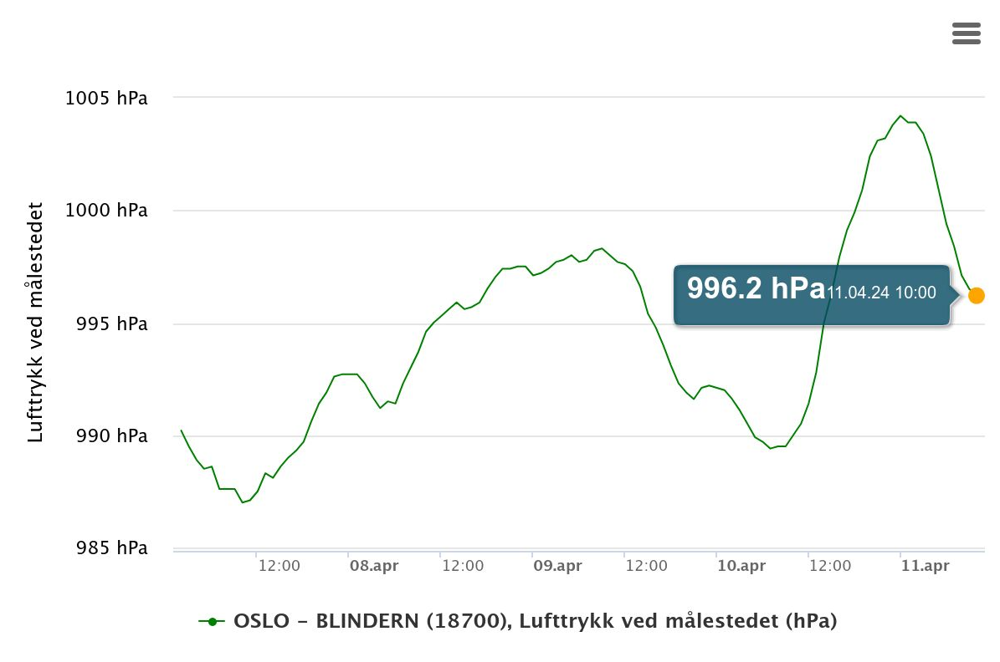 1005 hPa
1000 hPa
995 hPa
990 hPa
985 hPa
Lufttrykk ved målestedet
996.2 hPa 11.04.24 10:00
12:00 08.apr 12:00 09.apr 12:00 10.apr 12:00 11.apr
OSLO – BLINDERN (18700), Lufttrykk ved målestedet (hPa)